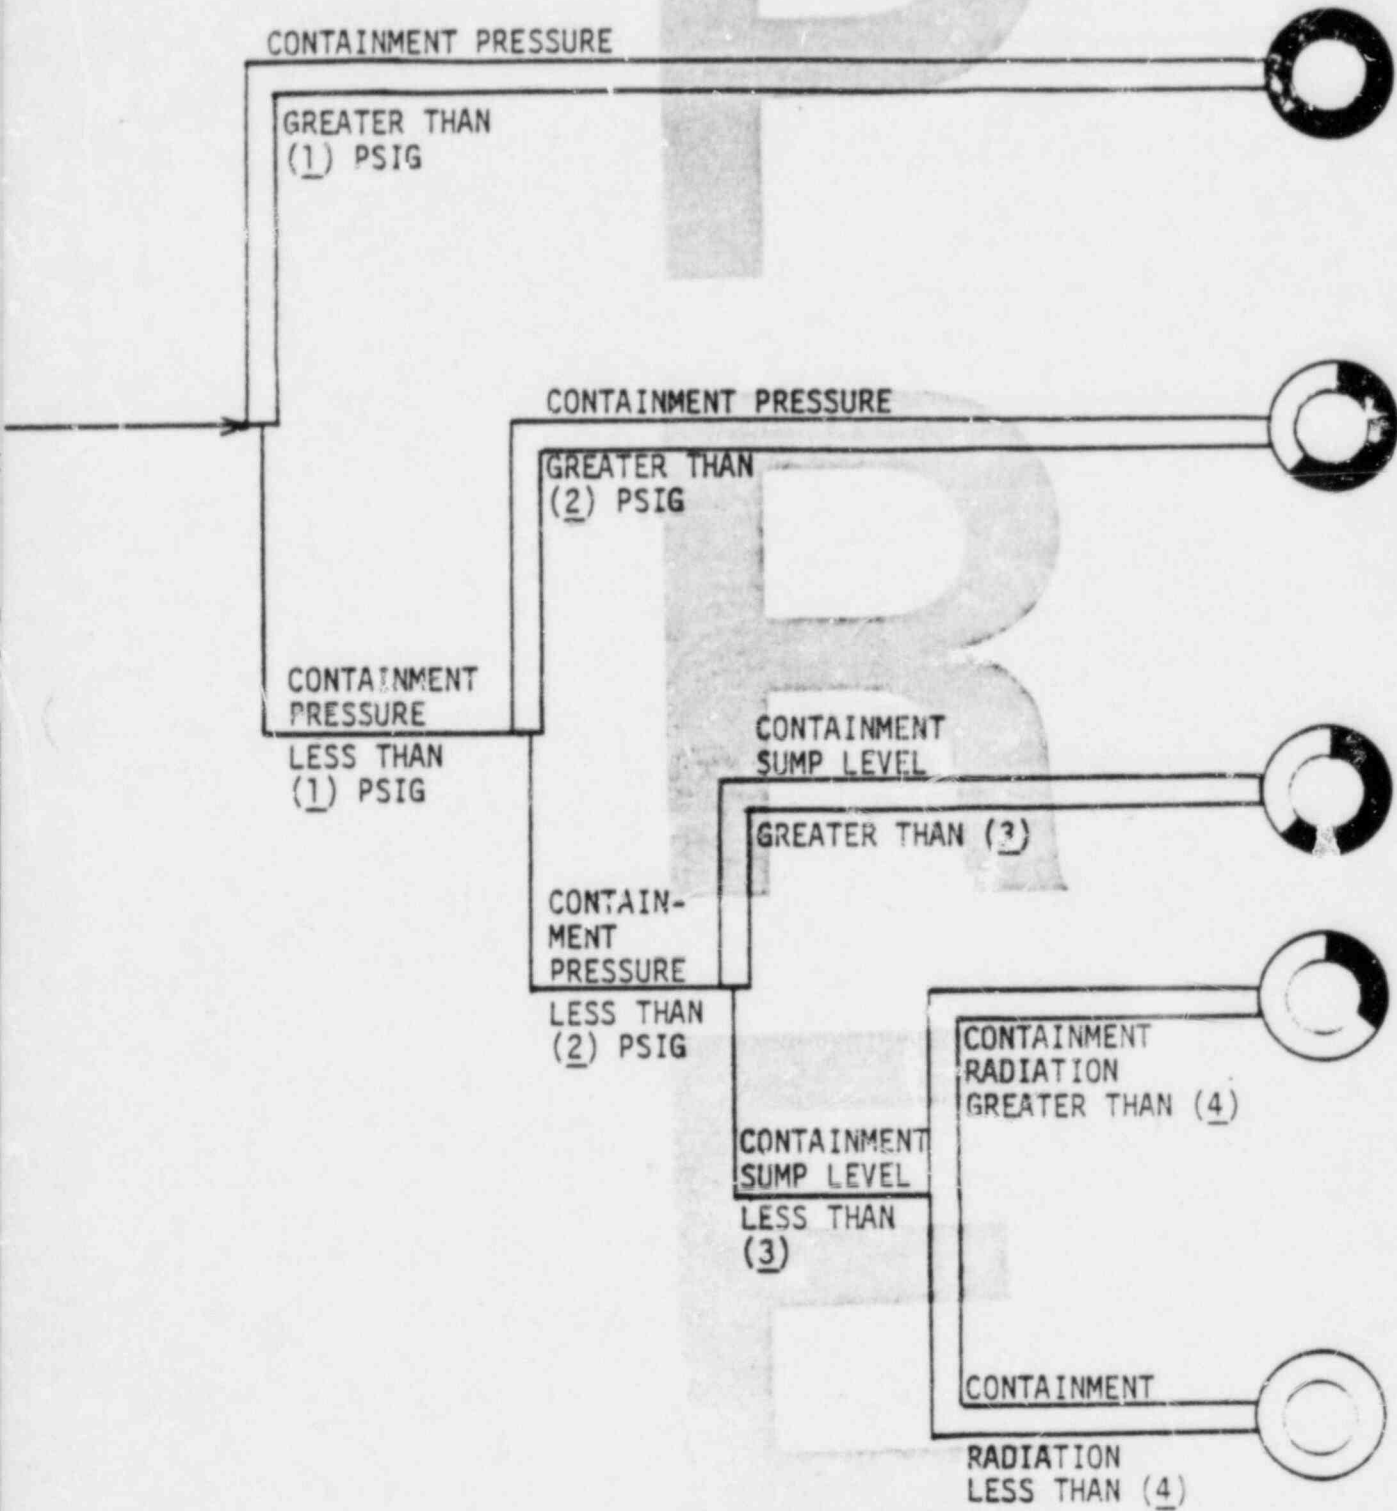 CONTAINMENT PRESSURE
GREATER THAN
(1) PSIG
CONTAINMENT PRESSURE
GREATER THAN
(2) PSIG
CONTAINMENT
PRESSURE
LESS THAN
(1) PSIG
CONTAINMENT
SUMP LEVEL
GREATER THAN (3)
CONTAIN-
MENT
PRESSURE
LESS THAN
(2) PSIG
CONTAINMENT
RADIATION
GREATER THAN (4)
CONTAINMENT
SUMP LEVEL
LESS THAN
(3)
CONTAINMENT
RADIATION
LESS THAN (4)